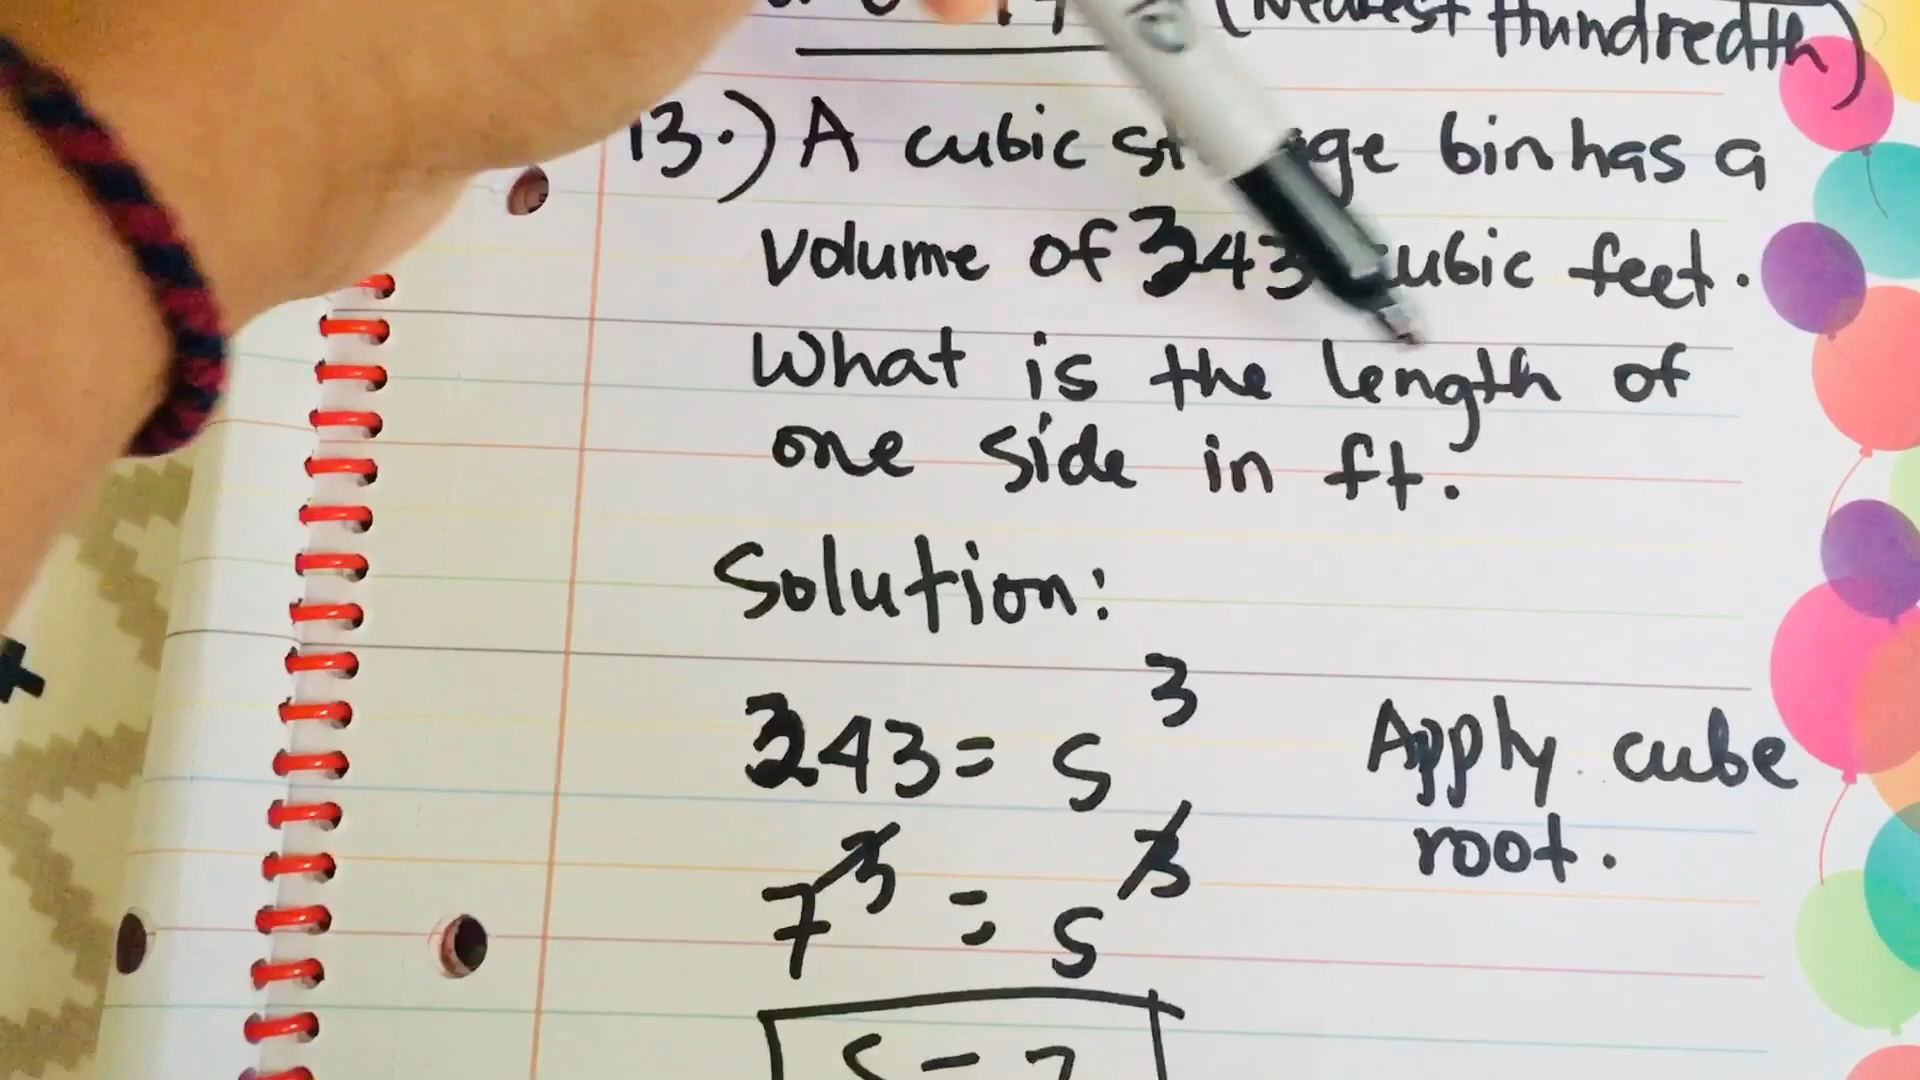 (Nearest Hundredth)
13.) A cubic bin has a
volume of 343 cubic feet.
What is the length of
one side in ft.
Solution:
343 = s³
Apply cube
root.
7³ = s³
s = 7